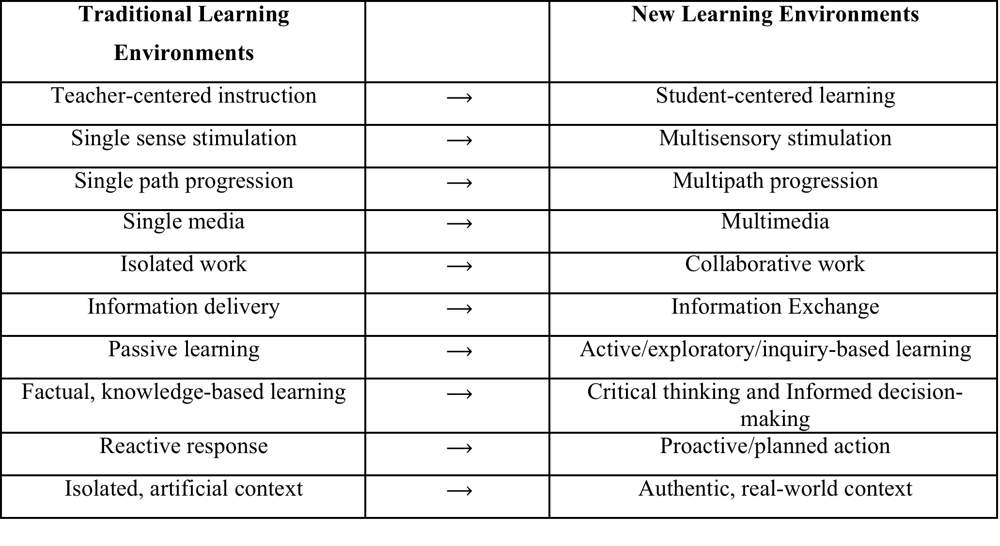 Traditional Learning
Environments
New Learning Environments
Teacher-centered instruction ⟶ Student-centered learning
Single sense stimulation ⟶ Multisensory stimulation
Single path progression ⟶ Multipath progression
Single media ⟶ Multimedia
Isolated work ⟶ Collaborative work
Information delivery ⟶ Information Exchange
Passive learning ⟶ Active/exploratory/inquiry-based learning
Factual, knowledge-based learning ⟶ Critical thinking and Informed decision-
making
Reactive response ⟶ Proactive/planned action
Isolated, artificial context ⟶ Authentic, real-world context